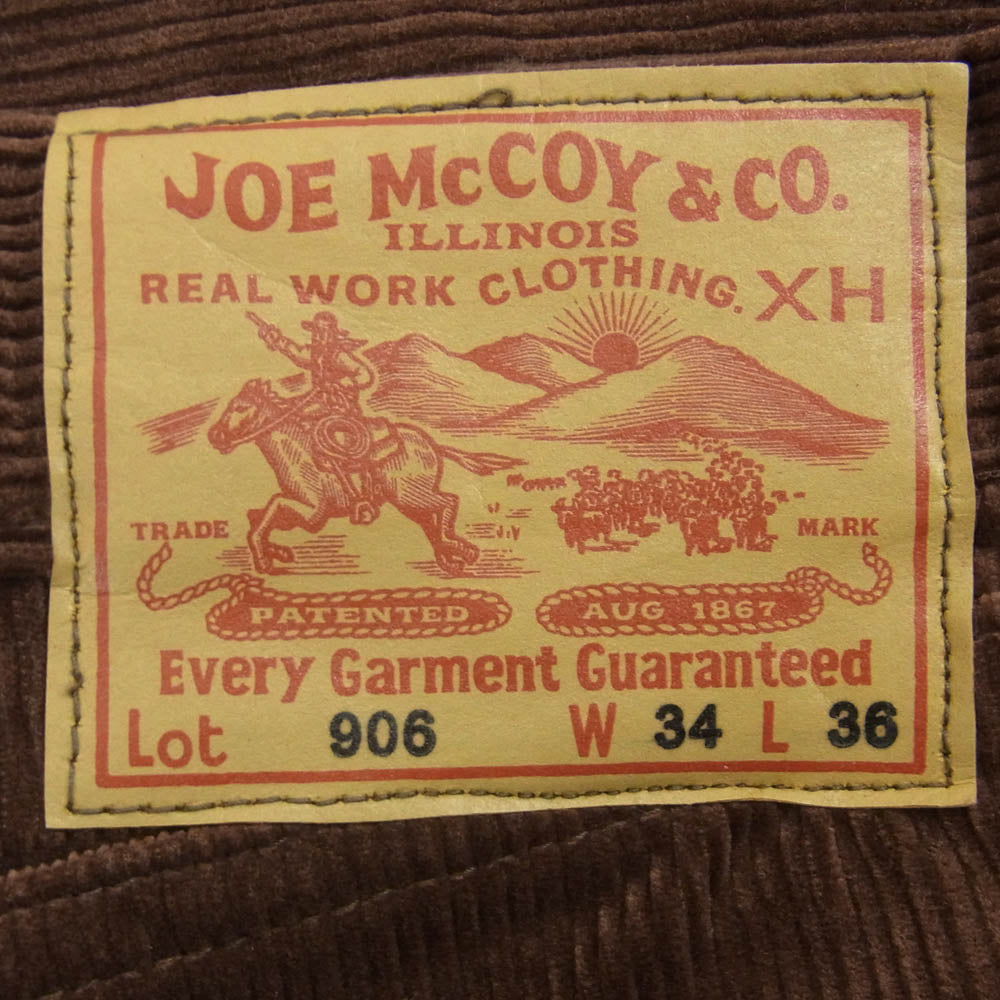 JOE McCOY & CO.
ILLINOIS
REAL WORK CLOTHING. XH
TRADE MARK
PATENTED AUG 1867
Every Garment Guaranteed
Lot 906 W 34 L 36